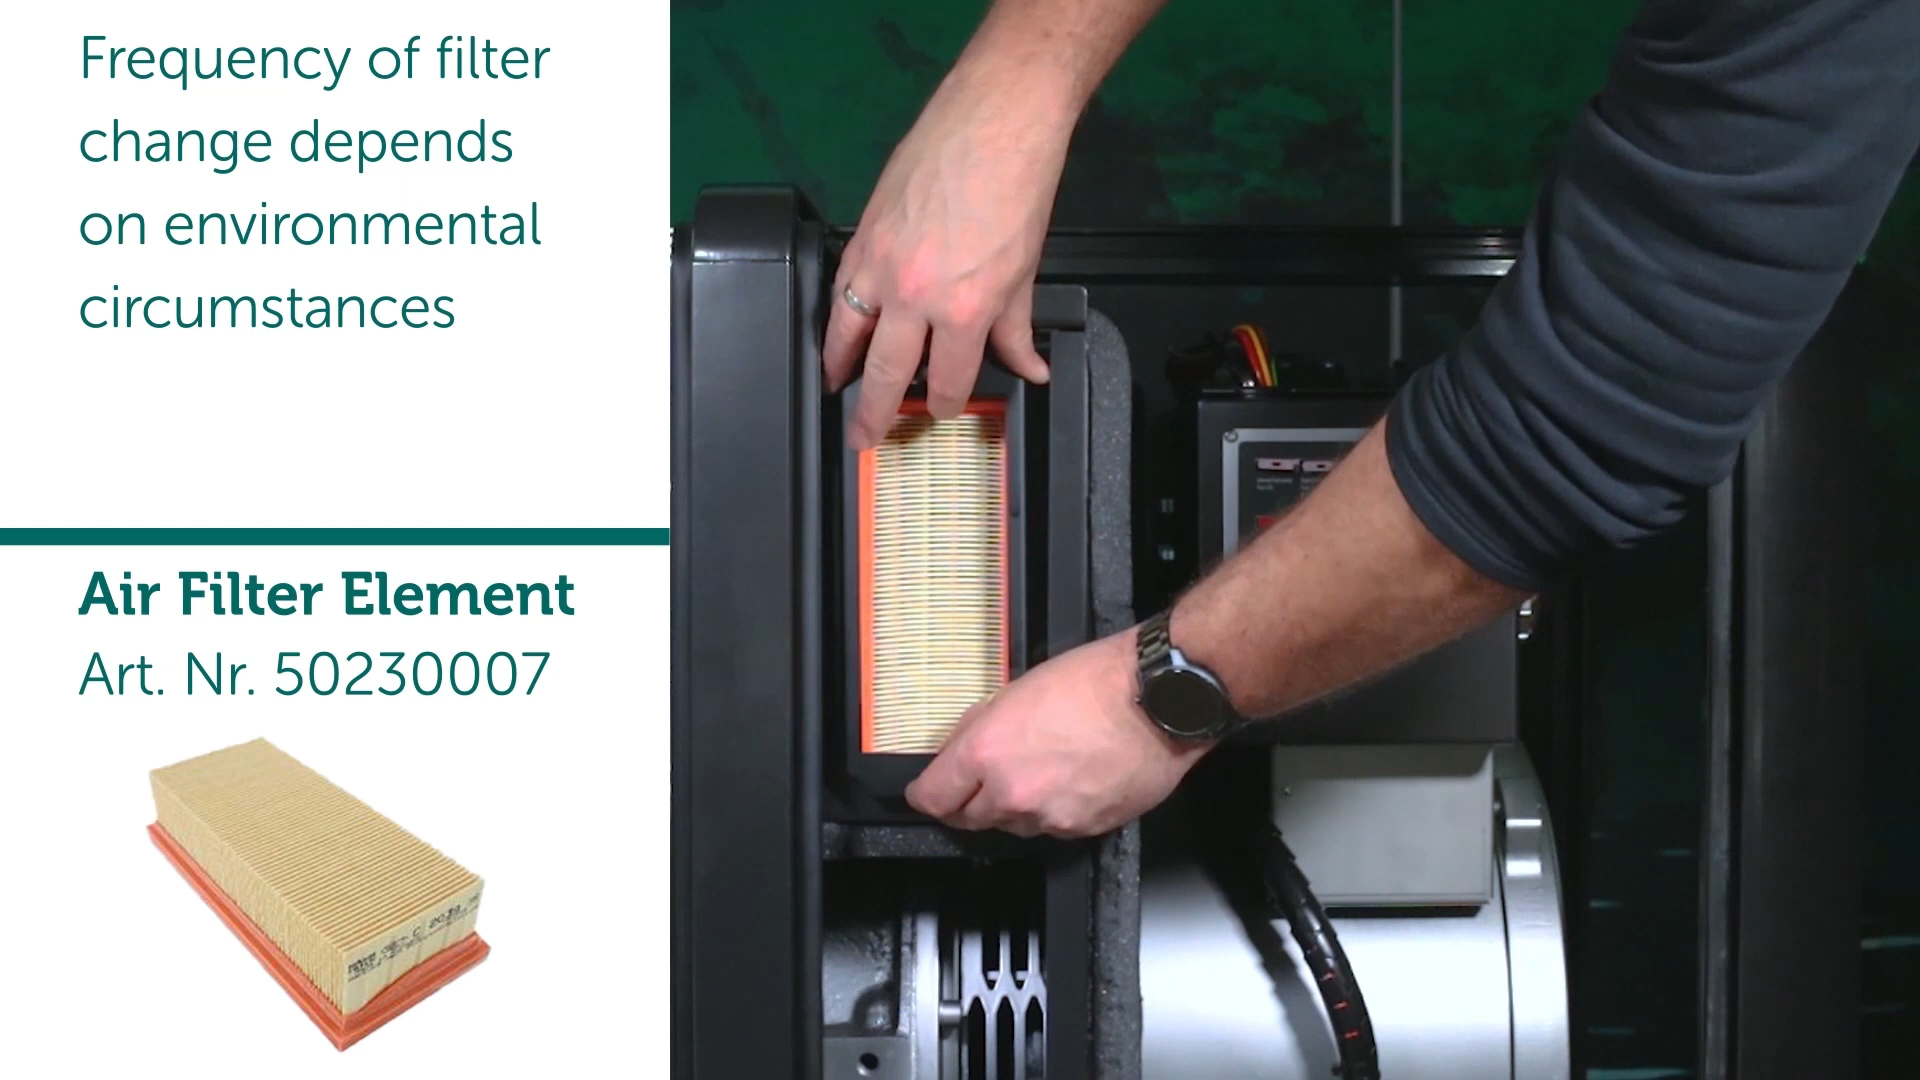 Frequency of filter
change depends
on environmental
circumstances
Air Filter Element
Art. Nr. 50230007